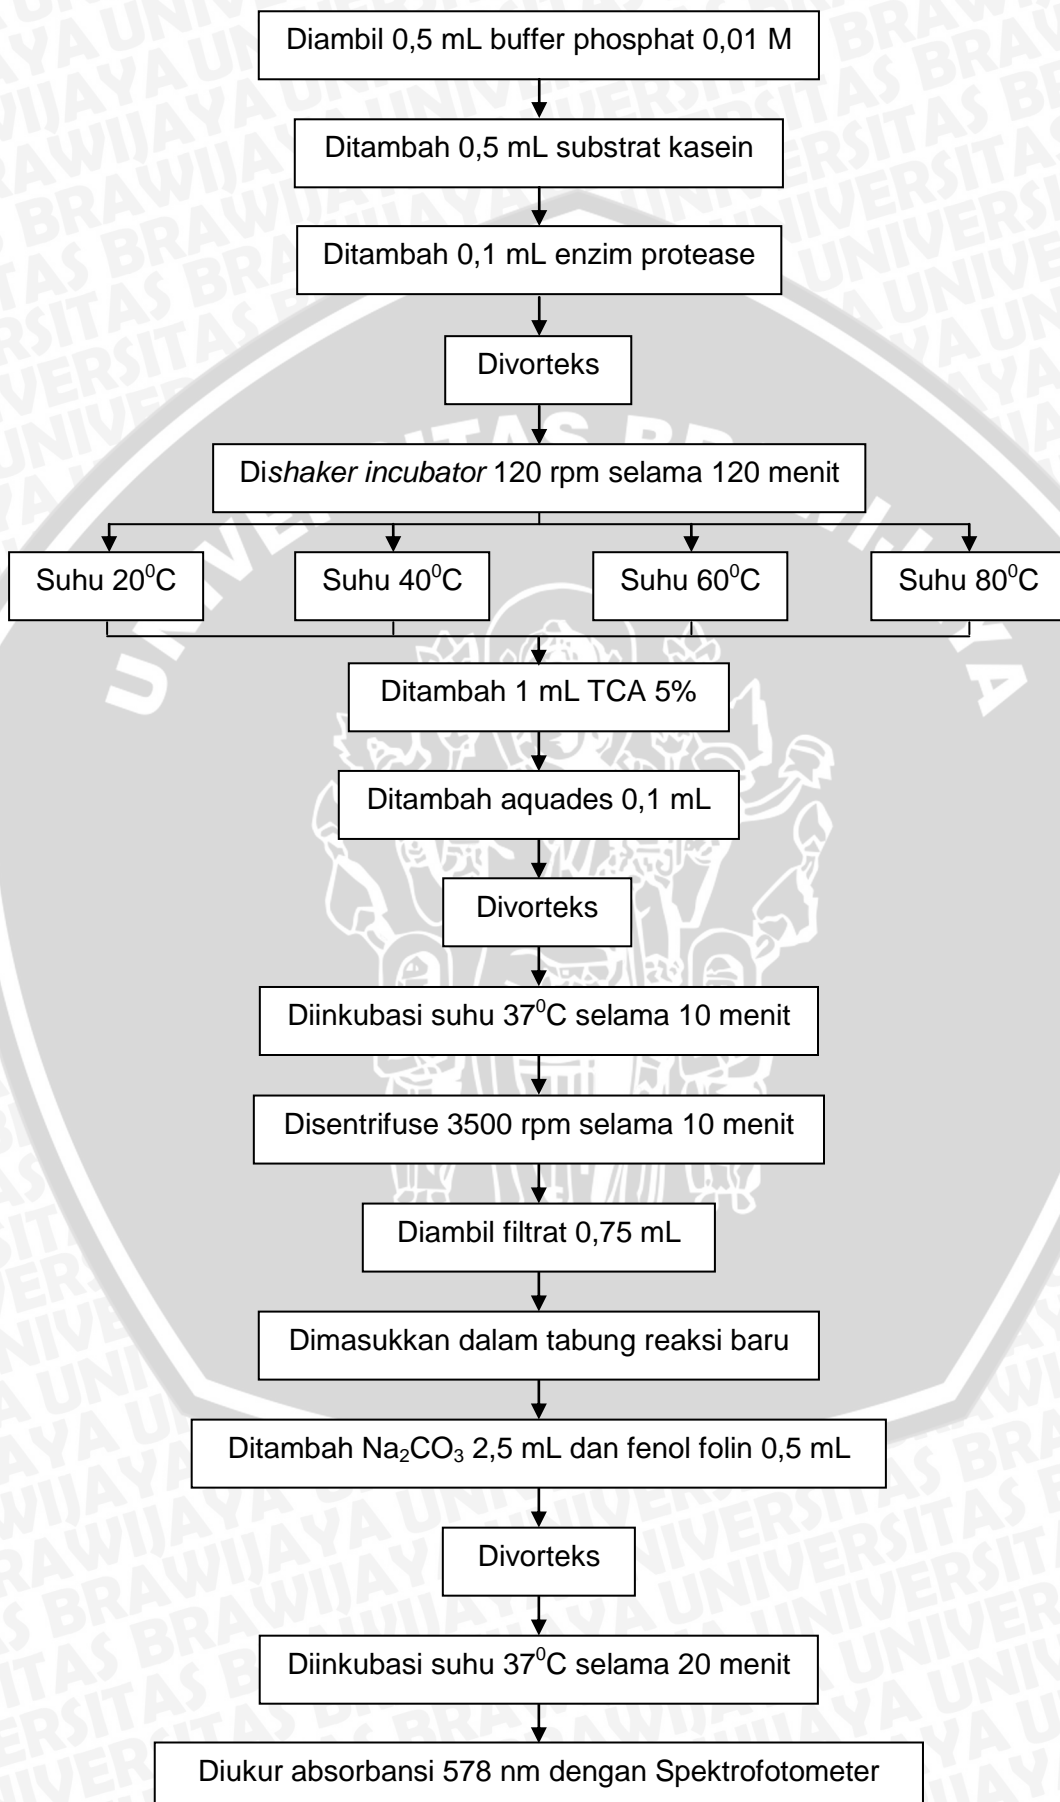 Diambil 0,5 mL buffer phosphat 0,01 M
Ditambah 0,5 mL substrat kasein
Ditambah 0,1 mL enzim protease
Divorteks
Dishaker incubator 120 rpm selama 120 menit
Suhu 20⁰C
Suhu 40⁰C
Suhu 60⁰C
Suhu 80⁰C
Ditambah 1 mL TCA 5%
Ditambah aquades 0,1 mL
Divorteks
Diinkubasi suhu 37⁰C selama 10 menit
Disentrifuse 3500 rpm selama 10 menit
Diambil filtrat 0,75 mL
Dimasukkan dalam tabung reaksi baru
Ditambah Na₂CO₃ 2,5 mL dan fenol folin 0,5 mL
Divorteks
Diinkubasi suhu 37⁰C selama 20 menit
Diukur absorbansi 578 nm dengan Spektrofotometer